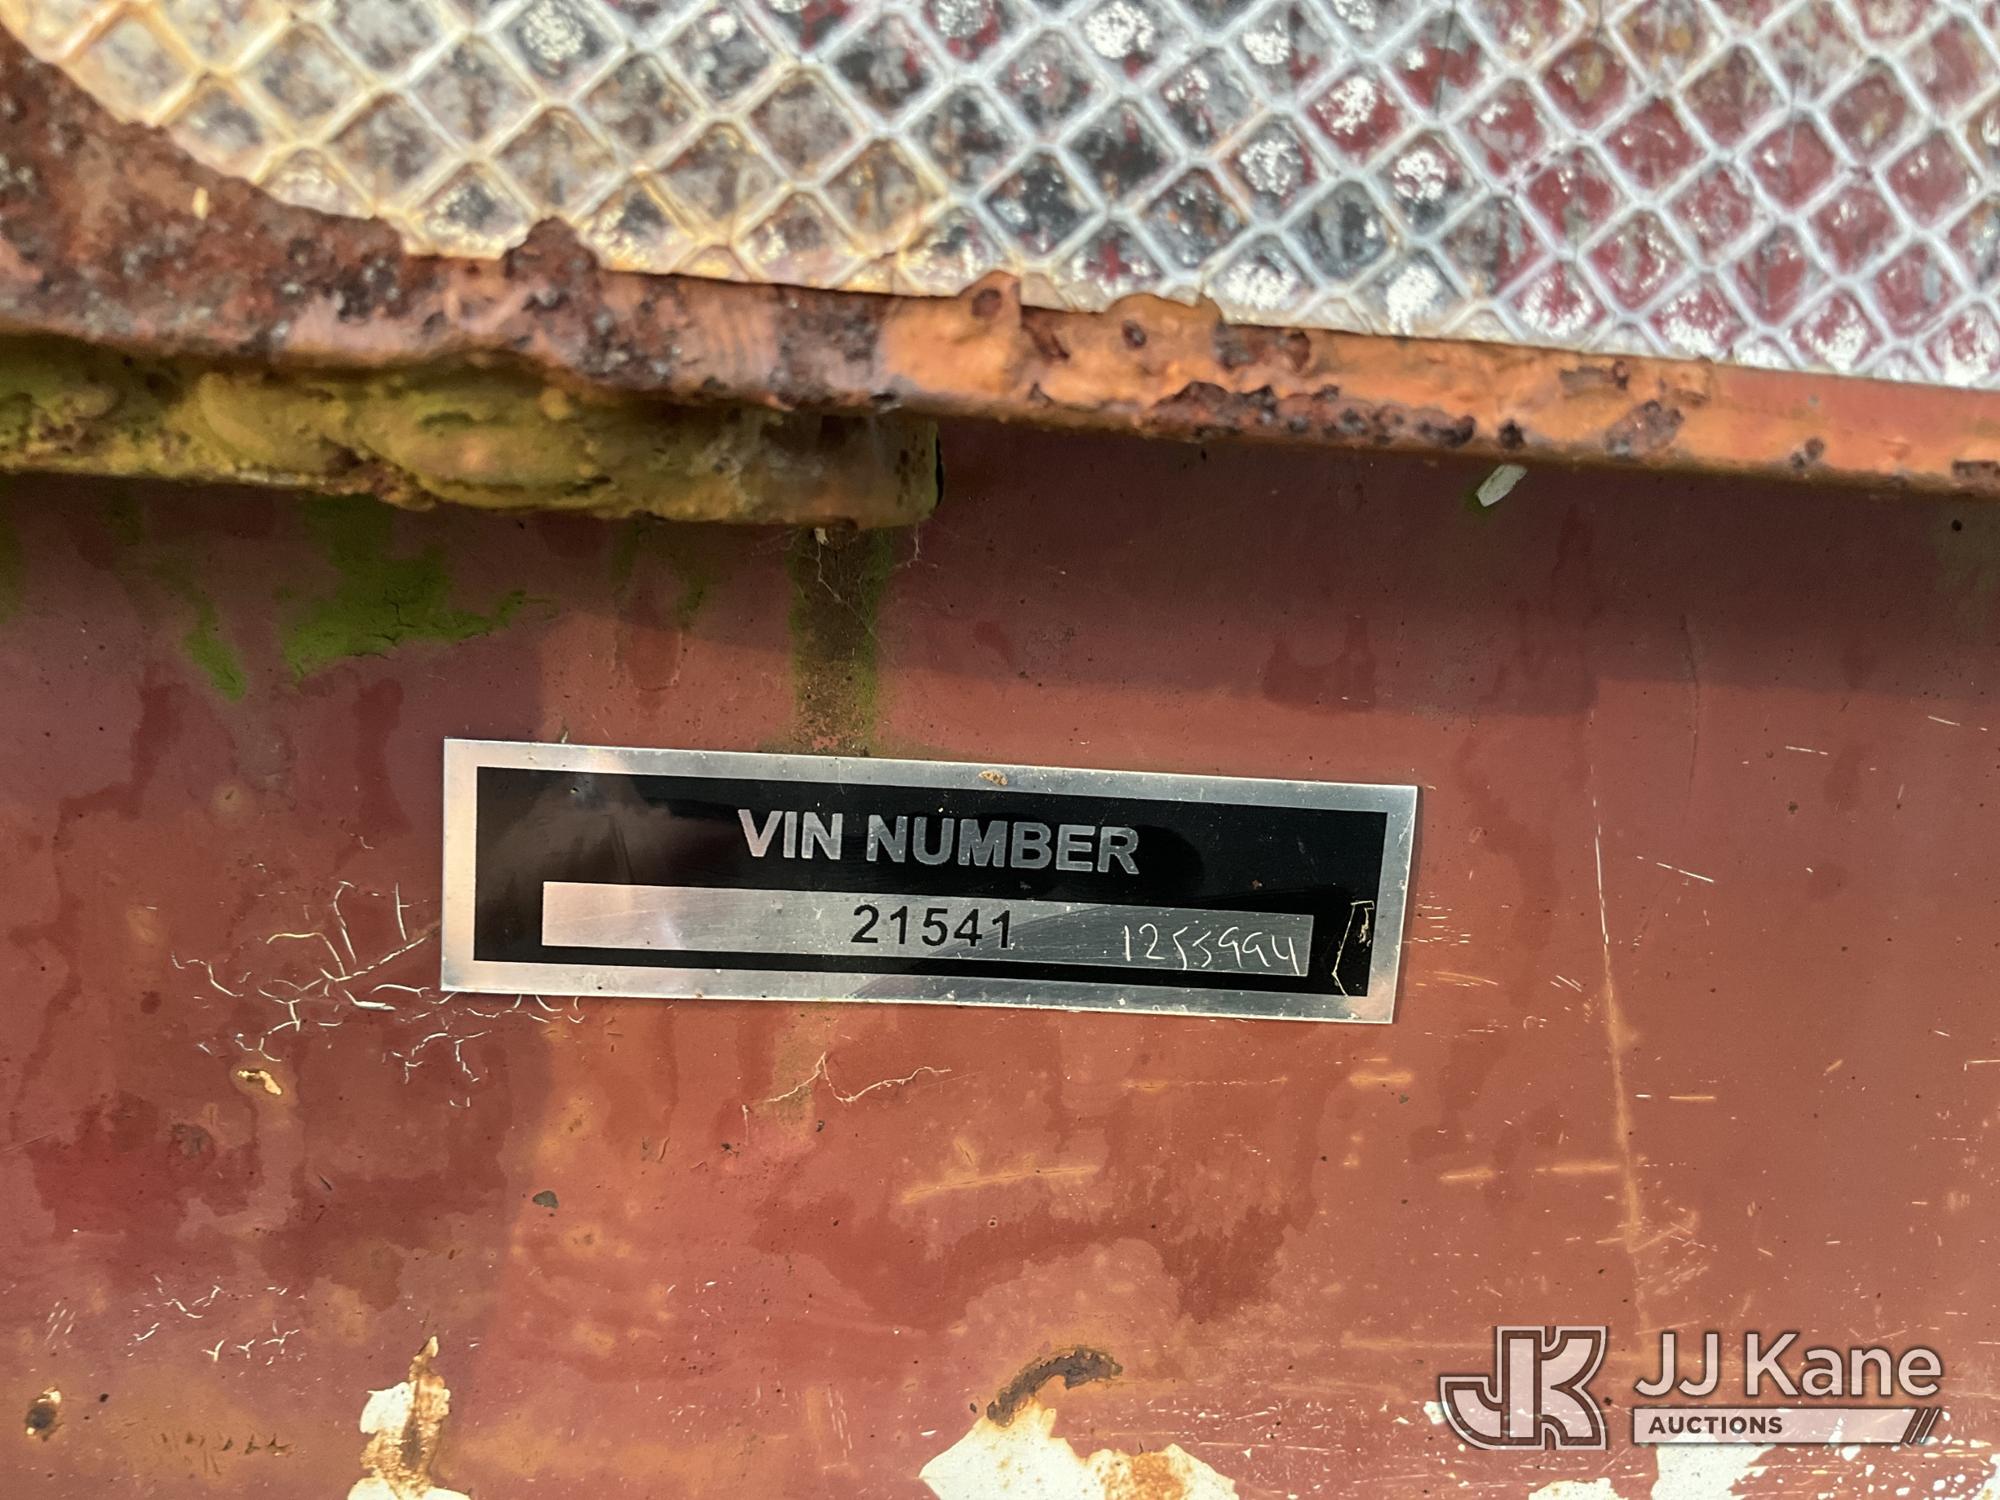 VIN NUMBER
21541 1255994
JJ Kane
AUCTIONS